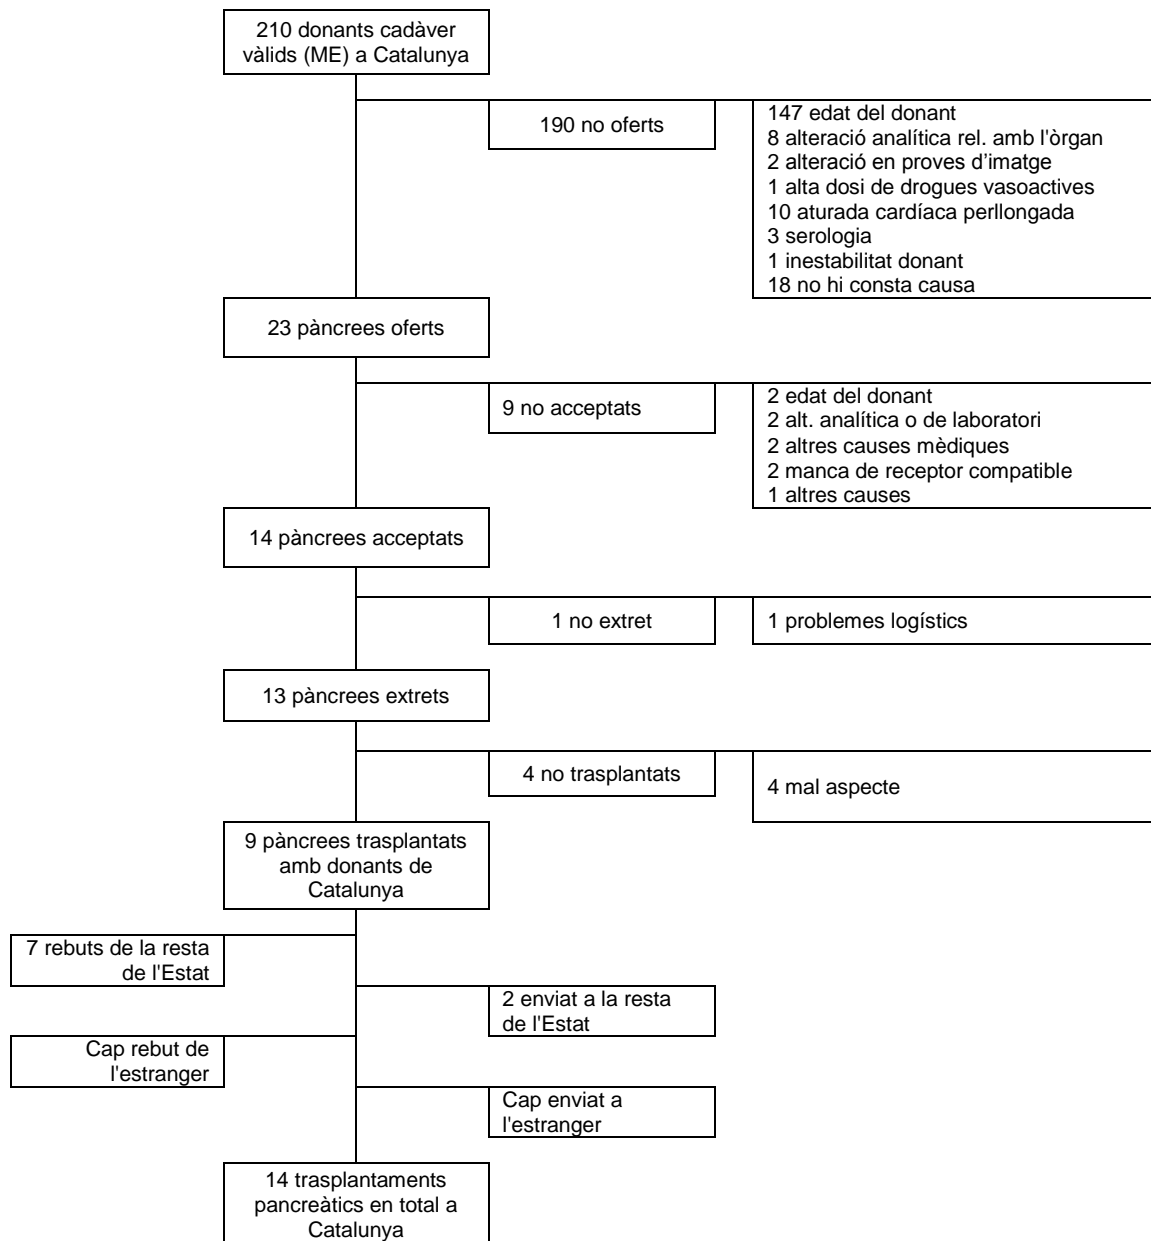 210 donants cadàver
vàlids (ME) a Catalunya
190 no oferts
147 edat del donant
8 alteració analítica rel. amb l'òrgan
2 alteració en proves d’imatge
1 alta dosi de drogues vasoactives
10 aturada cardíaca perllongada
3 serologia
1 inestabilitat donant
18 no hi consta causa
23 pàncrees oferts
9 no acceptats
2 edat del donant
2 alt. analítica o de laboratori
2 altres causes mèdiques
2 manca de receptor compatible
1 altres causes
14 pàncrees acceptats
1 no extret
1 problemes logístics
13 pàncrees extrets
4 no trasplantats
4 mal aspecte
9 pàncrees trasplantats
amb donants de
Catalunya
7 rebuts de la resta
de l'Estat
2 enviat a la resta
de l'Estat
Cap rebut de
l'estranger
Cap enviat a
l'estranger
14 trasplantaments
pancreàtics en total a
Catalunya